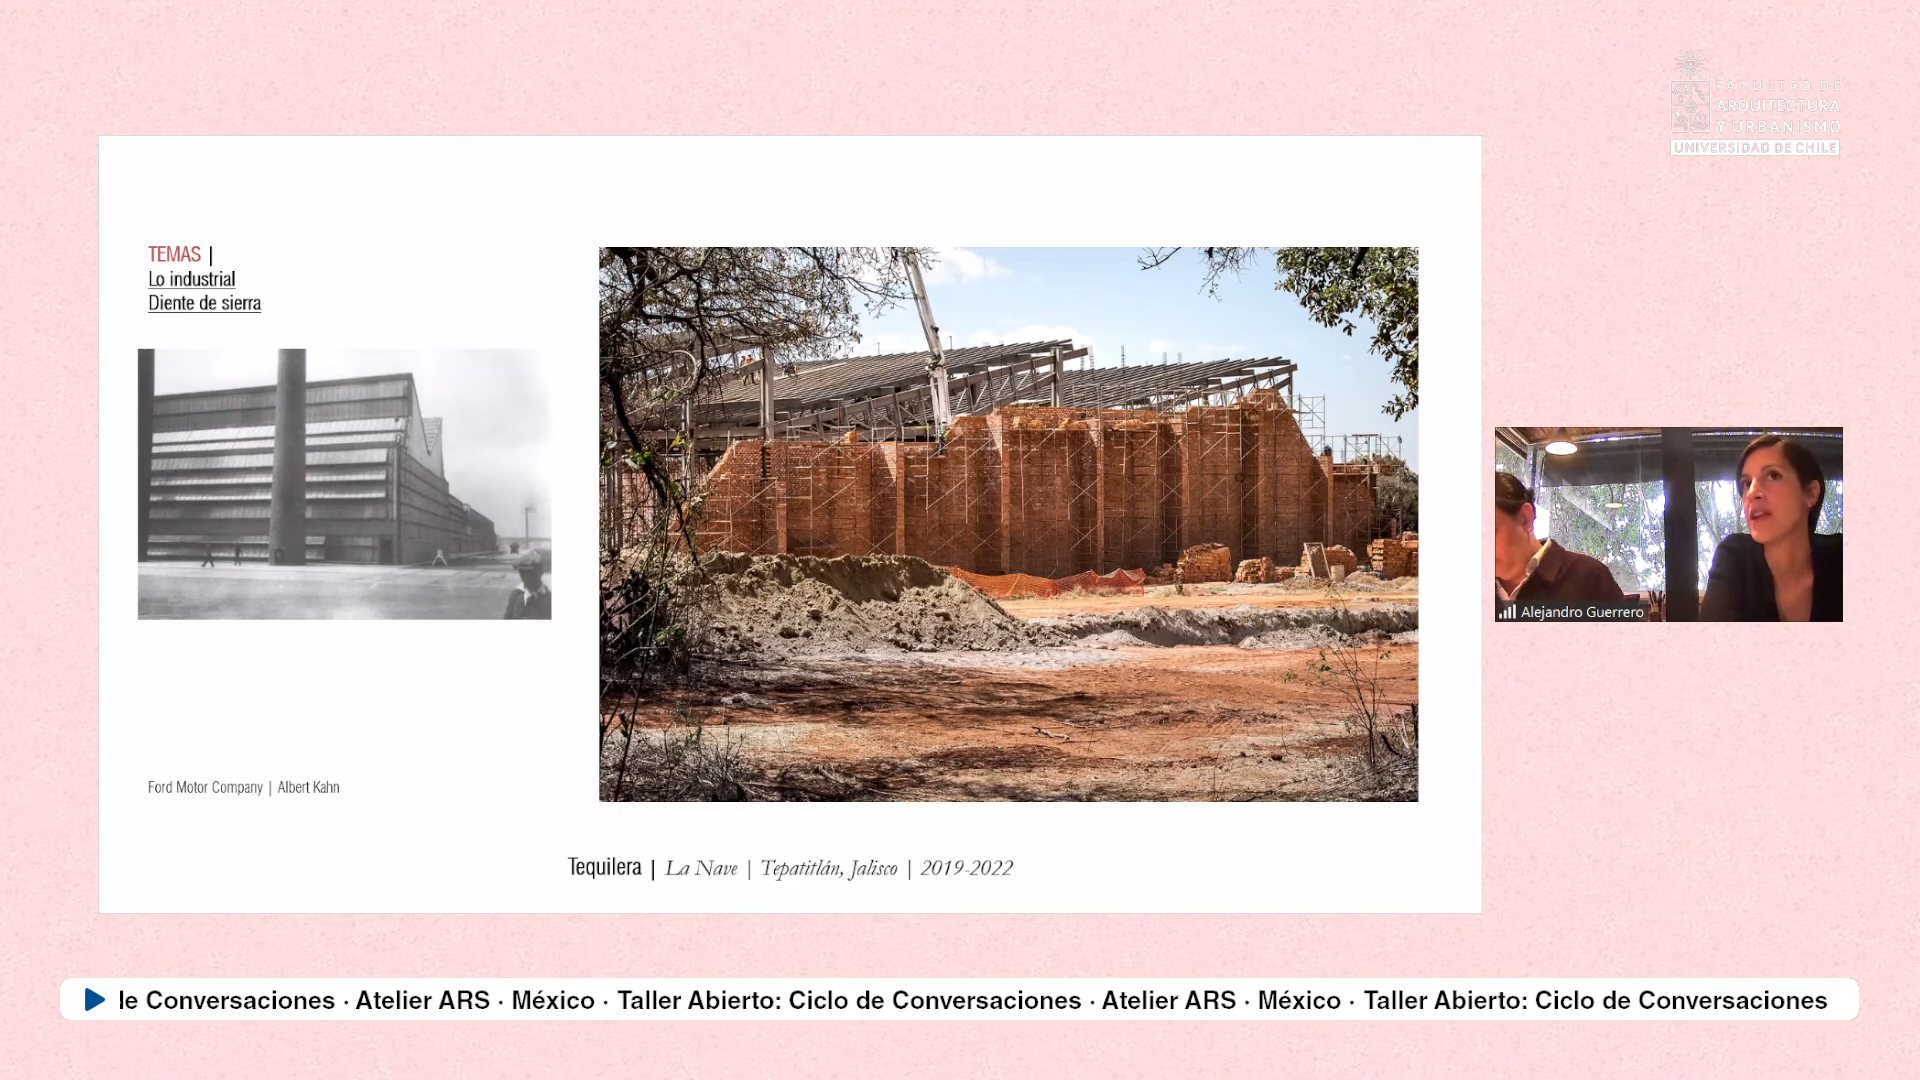 FACULTAD DE
ARQUITECTURA
Y URBANISMO
UNIVERSIDAD DE CHILE
TEMAS |
Lo industrial
Diente de sierra
Ford Motor Company | Albert Kahn
Tequilera | La Nave | Tepatitlán, Jalisco | 2019-2022
Alejandro Guerrero
le Conversaciones · Atelier ARS · México · Taller Abierto: Ciclo de Conversaciones · Atelier ARS · México · Taller Abierto: Ciclo de Conversaciones